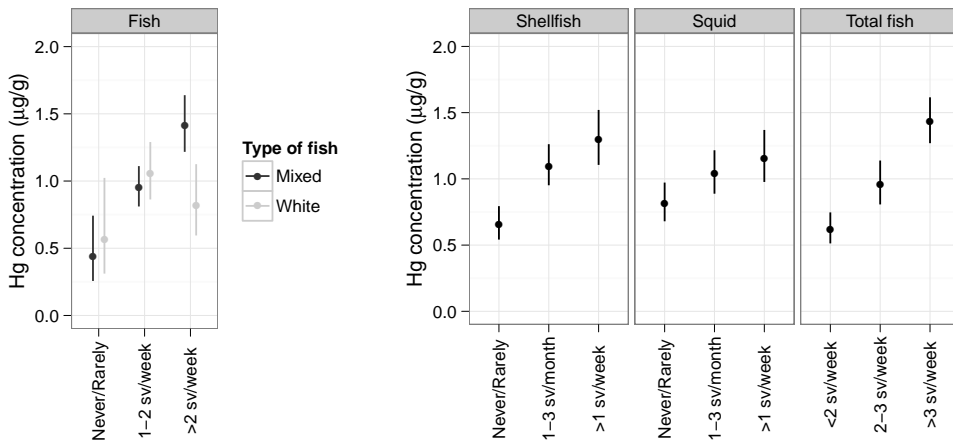 Fish
Hg concentration (μg/g)
2.0
1.5
1.0
0.5
0.0
Never/Rarely
1−2 sv/week
>2 sv/week
Type of fish
Mixed
White
Shellfish
Squid
Total fish
Hg concentration (μg/g)
2.0
1.5
1.0
0.5
0.0
Never/Rarely
1−3 sv/month
>1 sv/week
Never/Rarely
1−3 sv/month
>1 sv/week
<2 sv/week
2−3 sv/week
>3 sv/week